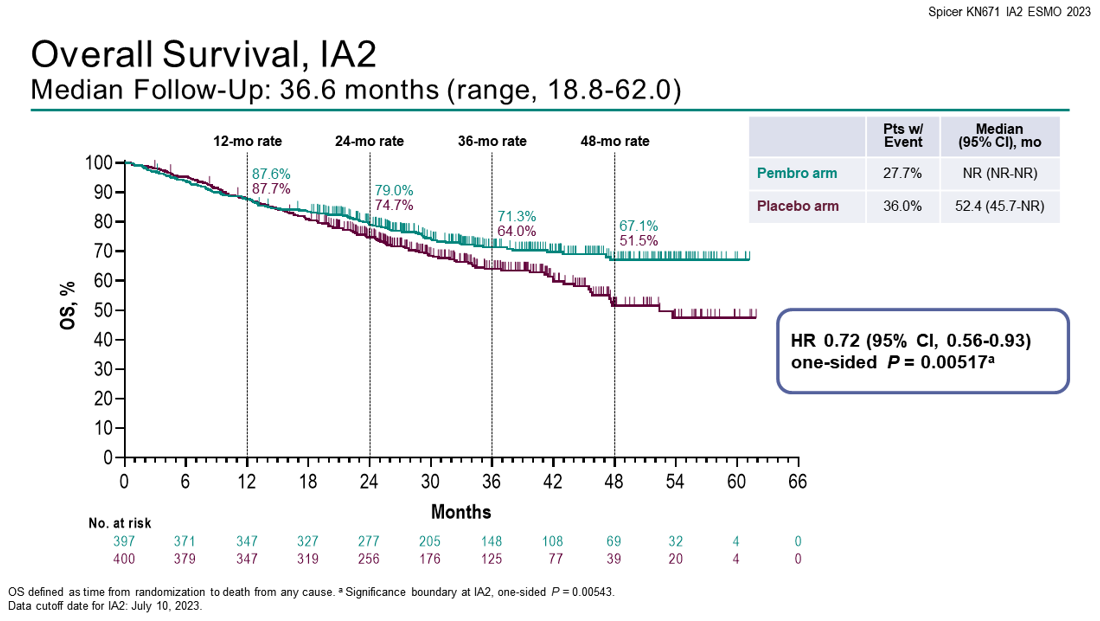 Spicer KN671 IA2 ESMO 2023
Overall Survival, IA2
Median Follow-Up: 36.6 months (range, 18.8-62.0)
Pts w/ Event Median (95% CI), mo
Pembro arm 27.7% NR (NR-NR)
Placebo arm 36.0% 52.4 (45.7-NR)
12-mo rate 24-mo rate 36-mo rate 48-mo rate
87.6%
87.7%
79.0%
74.7%
71.3%
64.0%
67.1%
51.5%
OS, %
100
90
80
70
60
50
40
30
20
10
0
HR 0.72 (95% CI, 0.56-0.93)
one-sided P = 0.00517ᵃ
0 6 12 18 24 30 36 42 48 54 60 66
Months
No. at risk
397 371 347 327 277 205 148 108 69 32 4 0
400 379 347 319 256 176 125 77 39 20 4 0
OS defined as time from randomization to death from any cause. ᵃ Significance boundary at IA2, one-sided P = 0.00543.
Data cutoff date for IA2: July 10, 2023.